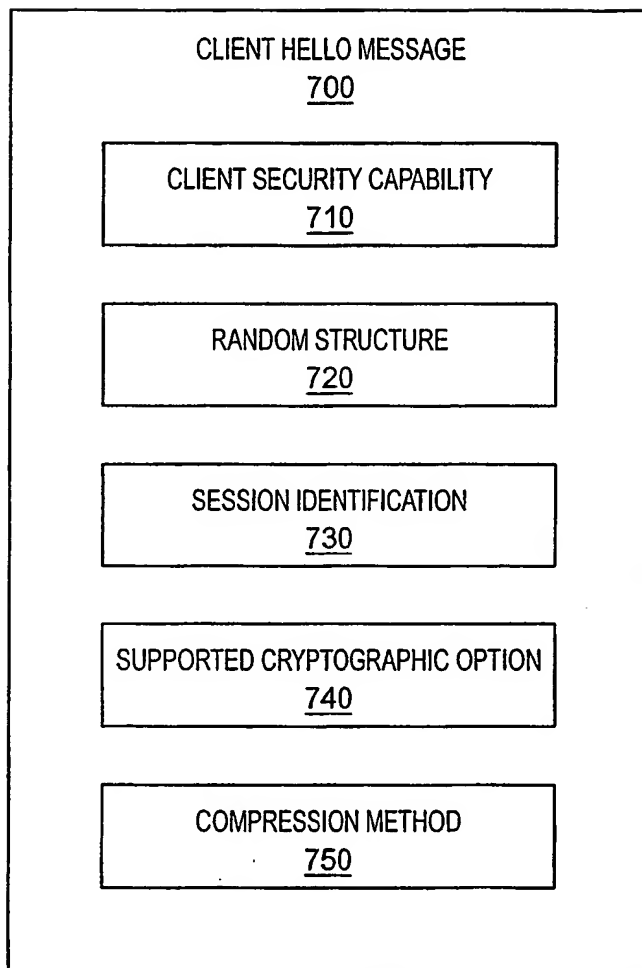 CLIENT HELLO MESSAGE
700
CLIENT SECURITY CAPABILITY
710
RANDOM STRUCTURE
720
SESSION IDENTIFICATION
730
SUPPORTED CRYPTOGRAPHIC OPTION
740
COMPRESSION METHOD
750